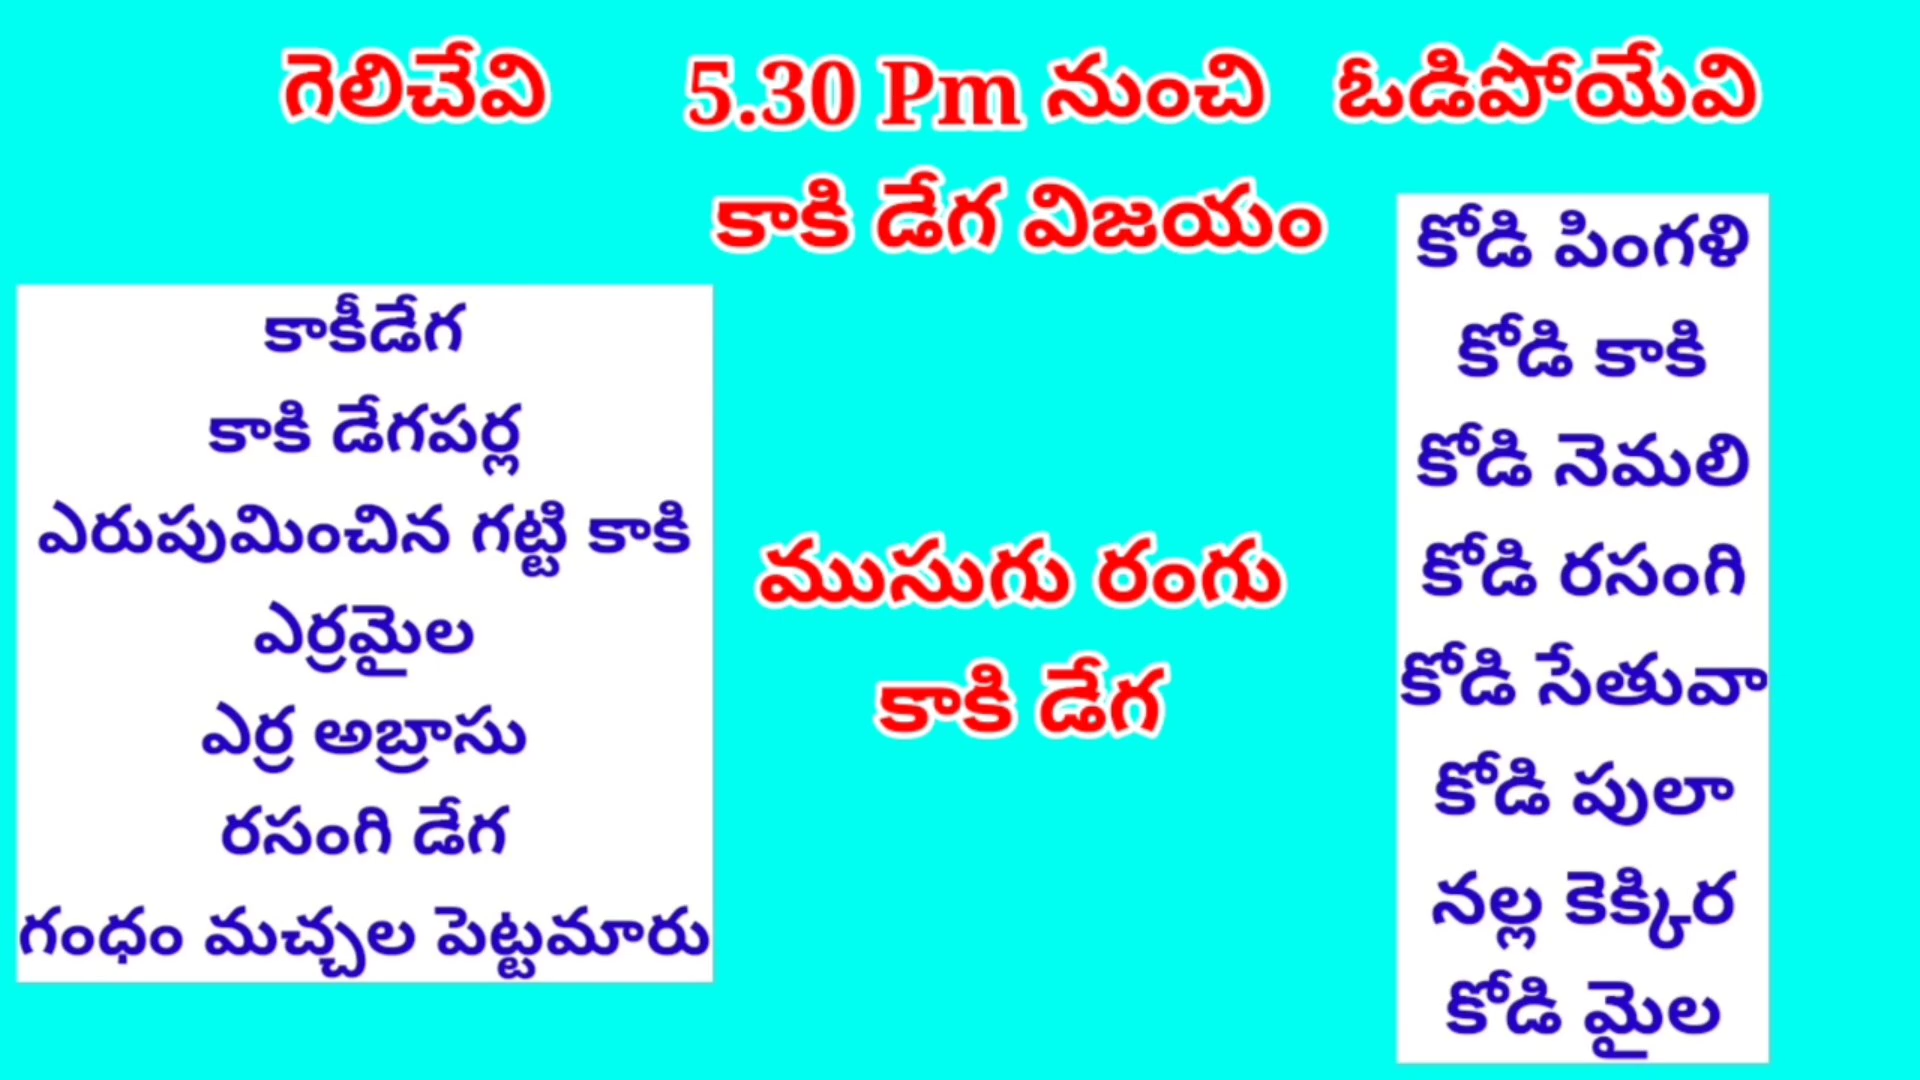 గెలిచేవి
5.30 Pm నుంచి
కాకి డేగ విజయం
ఓడిపోయేవి
కాకీడేగ
కాకి డేగపర్ల
ఎరుపుమించిన గట్టి కాకి
ఎర్రమైల
ఎర్ర అబ్రాసు
రసంగి డేగ
గంధం మచ్చల పెట్టమారు
ముసుగు రంగు
కాకి డేగ
కోడి పింగళి
కోడి కాకి
కోడి నెమలి
కోడి రసంగి
కోడి సేతువా
కోడి పులా
నల్ల కెక్కిర
కోడి మైల